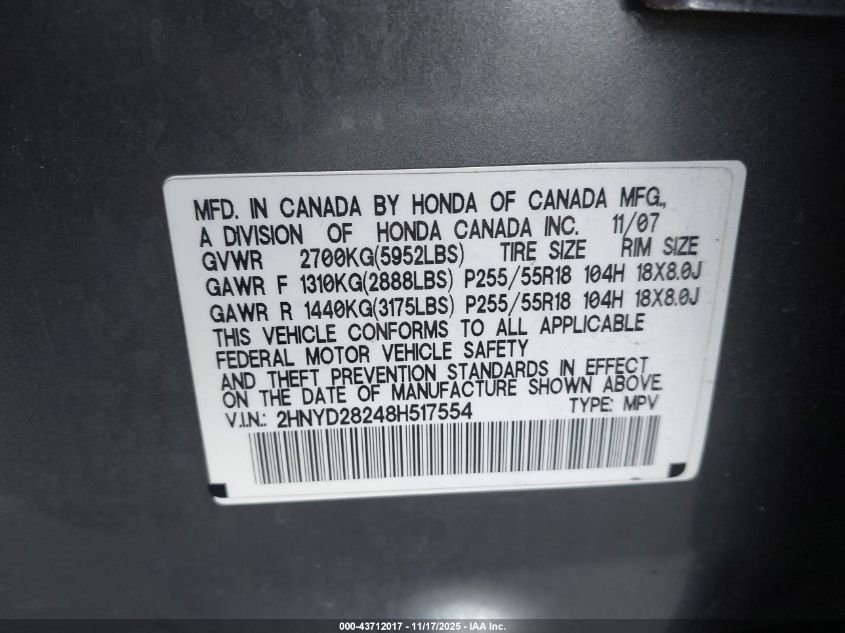 MFD. IN CANADA BY HONDA OF CANADA MFG.,
A DIVISION OF HONDA CANADA INC. 11/07
GVWR 2700KG(5952LBS) TIRE SIZE RIM SIZE
GAWR F 1310KG(2888LBS) P255/55R18 104H 18X8.0J
GAWR R 1440KG(3175LBS) P255/55R18 104H 18X8.0J
THIS VEHICLE CONFORMS TO ALL APPLICABLE
FEDERAL MOTOR VEHICLE SAFETY
AND THEFT PREVENTION STANDARDS IN EFFECT
ON THE DATE OF MANUFACTURE SHOWN ABOVE.
V.I.N.: 2HNYD28248H517554 TYPE: MPV
000-43712017 - 11/17/2025 - IAA Inc.